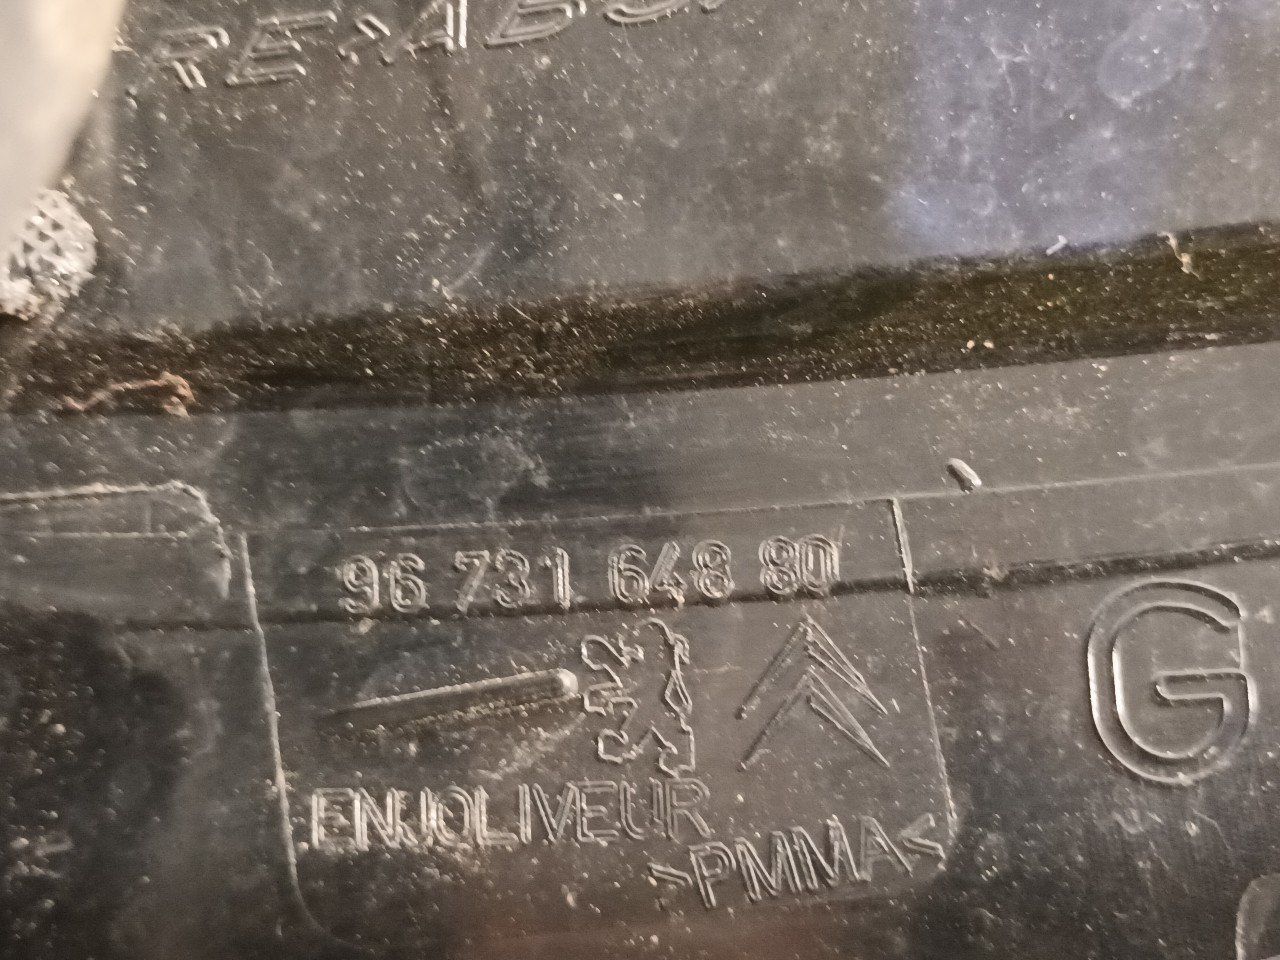 96 731 648 80
G
ENJOLIVEUR
>PMMA<